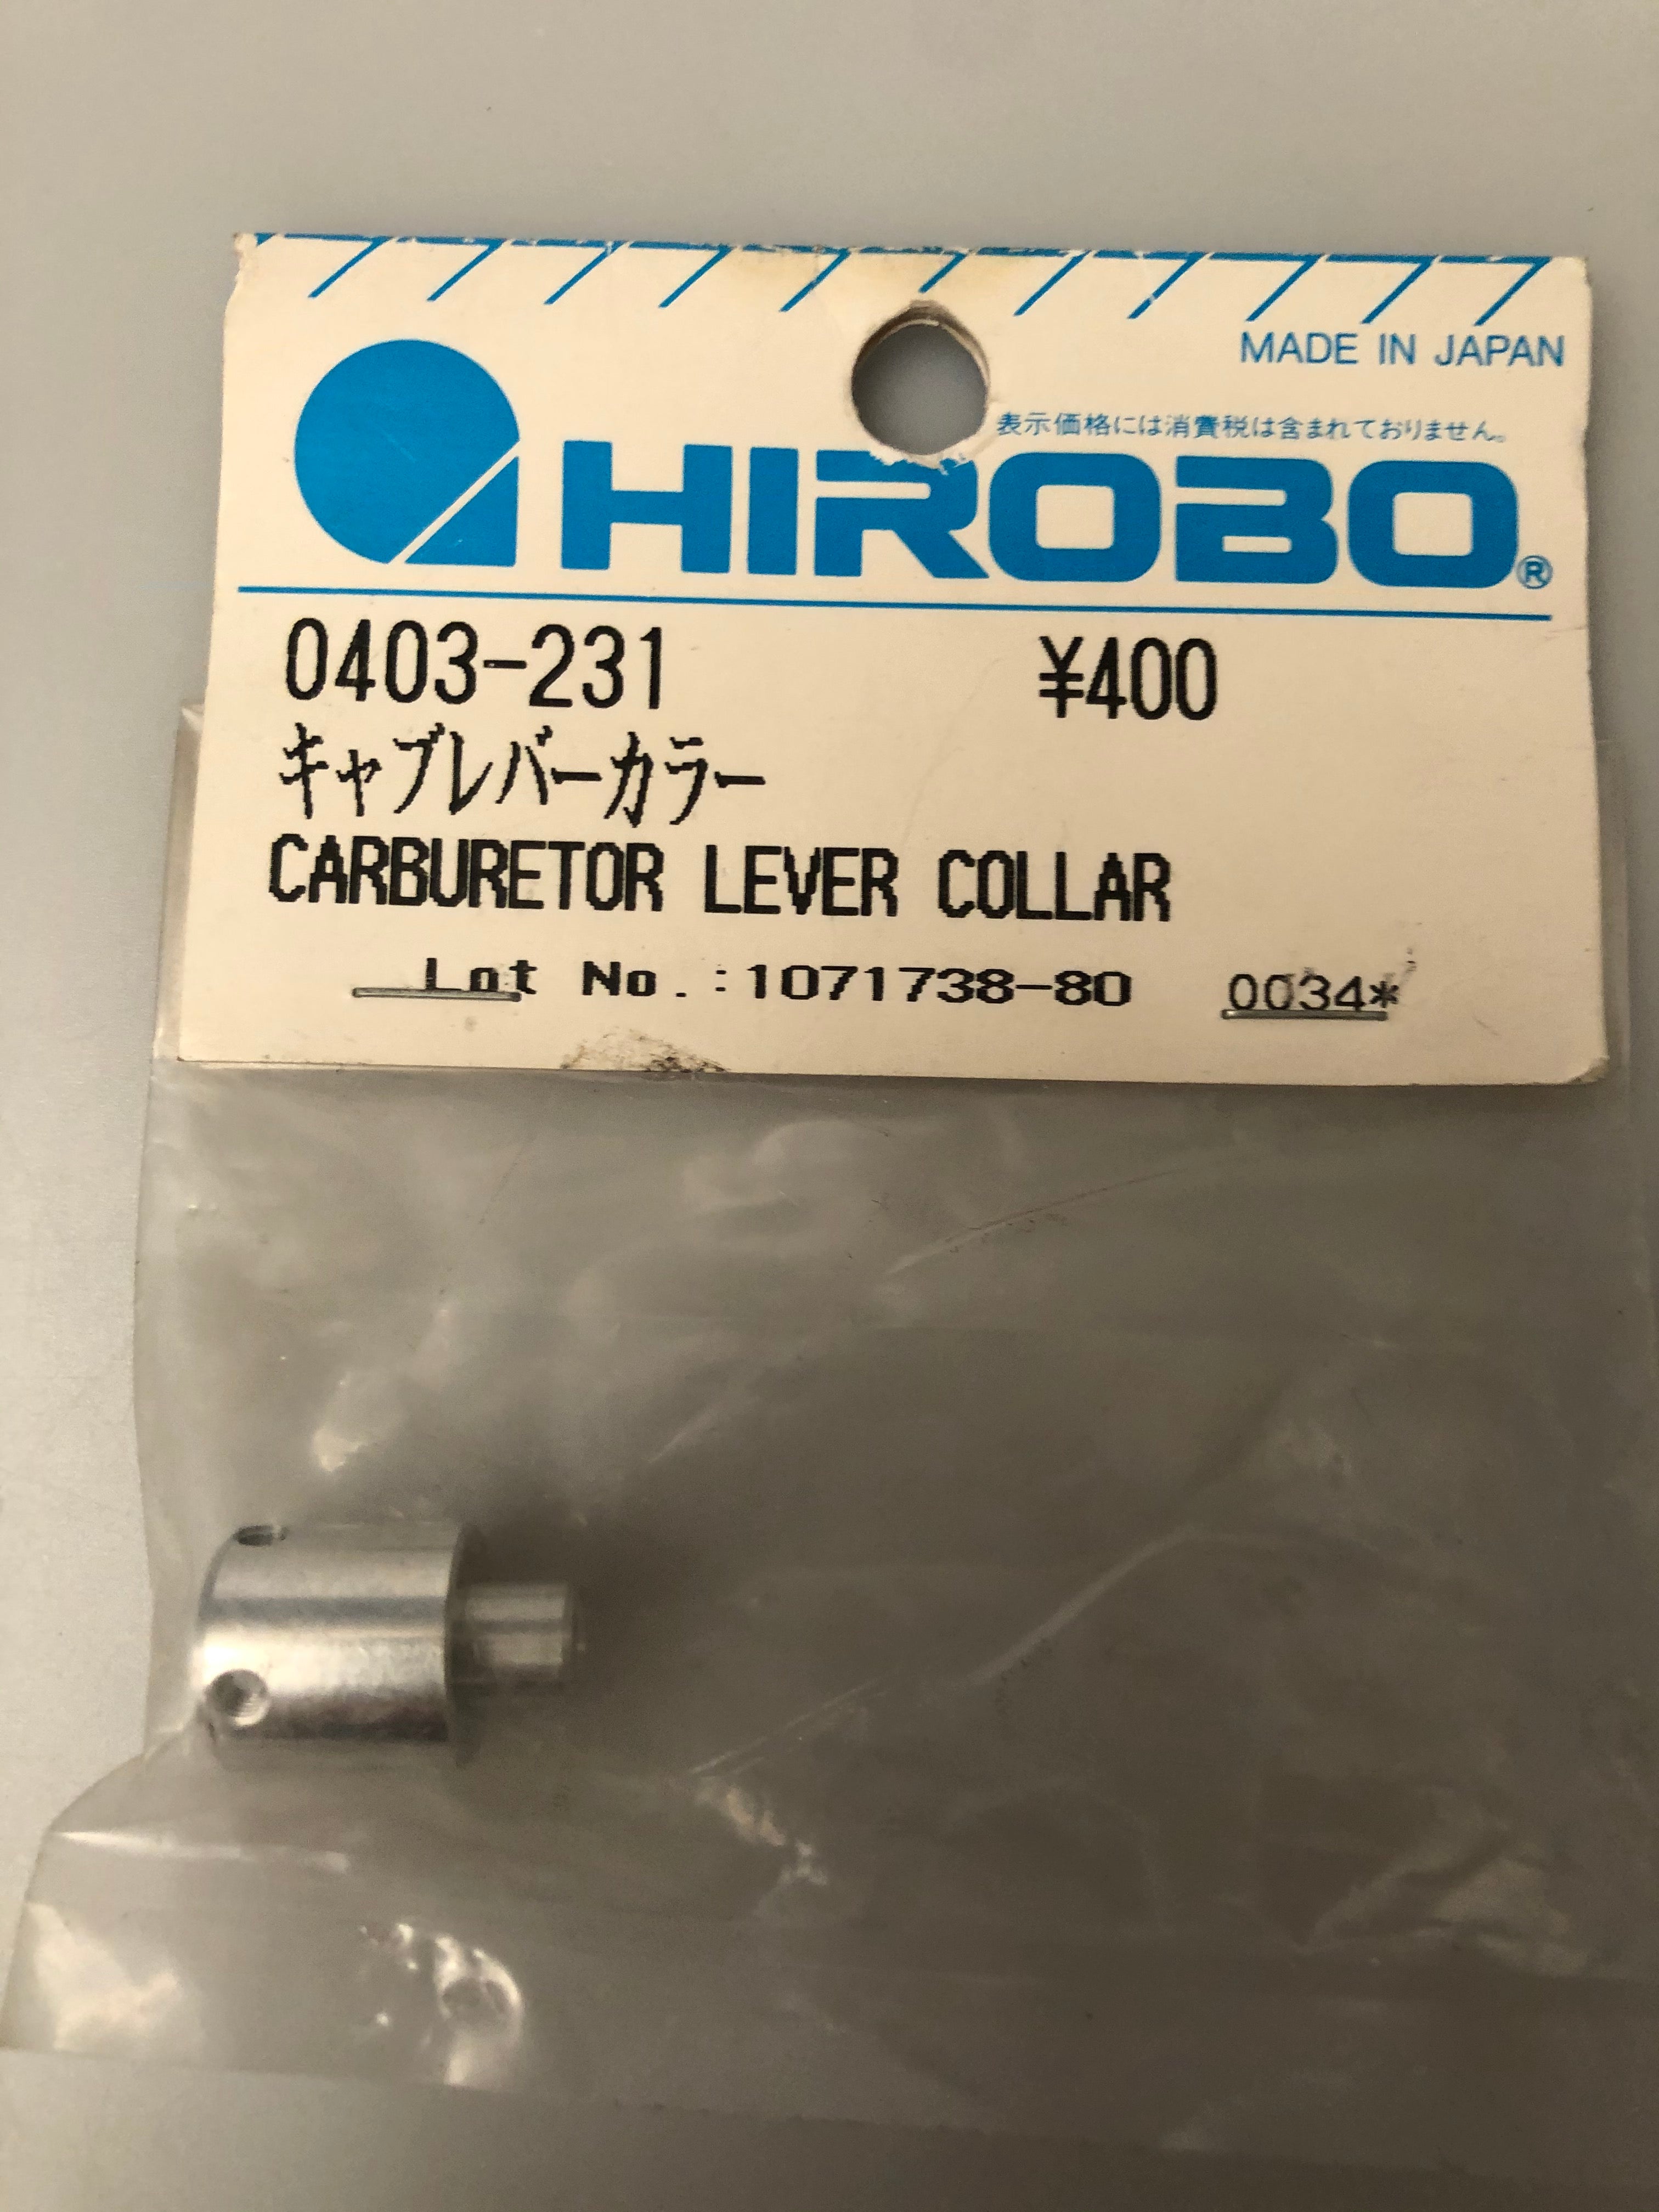 MADE IN JAPAN
表示価格には消費税は含まれておりません。
HIROBO®
0403-231 ¥400
キャブレバーカラー
CARBURETOR LEVER COLLAR
Lot No.:1071738-80 0034*